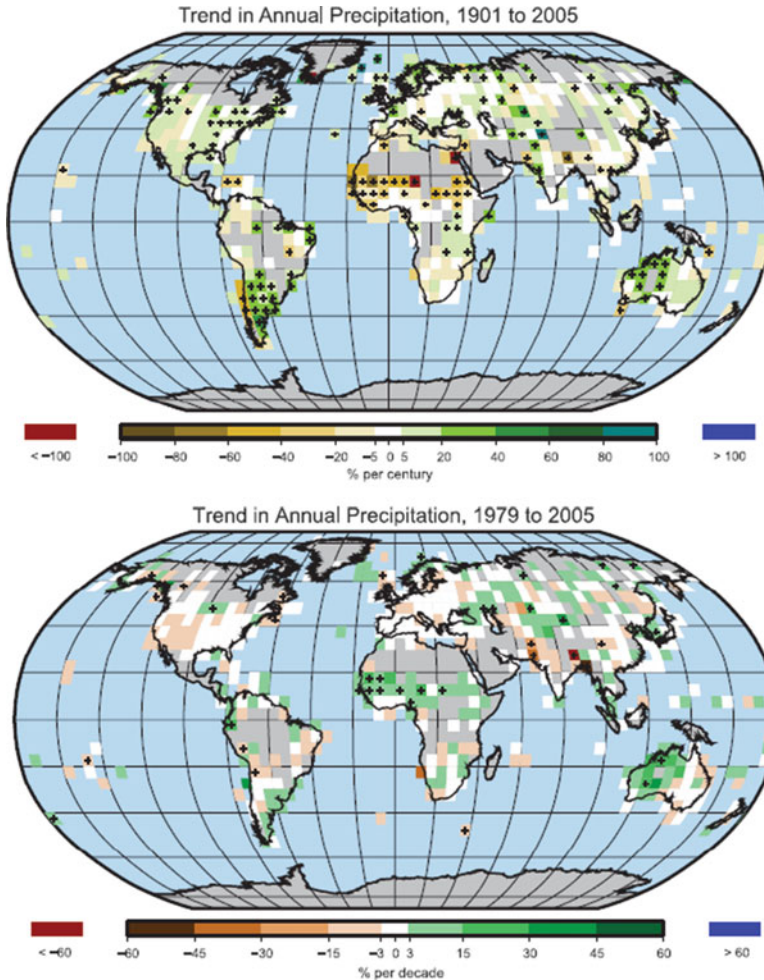 Trend in Annual Precipitation, 1901 to 2005
< −100 −100 −80 −60 −40 −20 −5 0 5 20 40 60 80 100 > 100
% per century
Trend in Annual Precipitation, 1979 to 2005
< −60 −60 −45 −30 −15 −3 0 3 15 30 45 60 > 60
% per decade